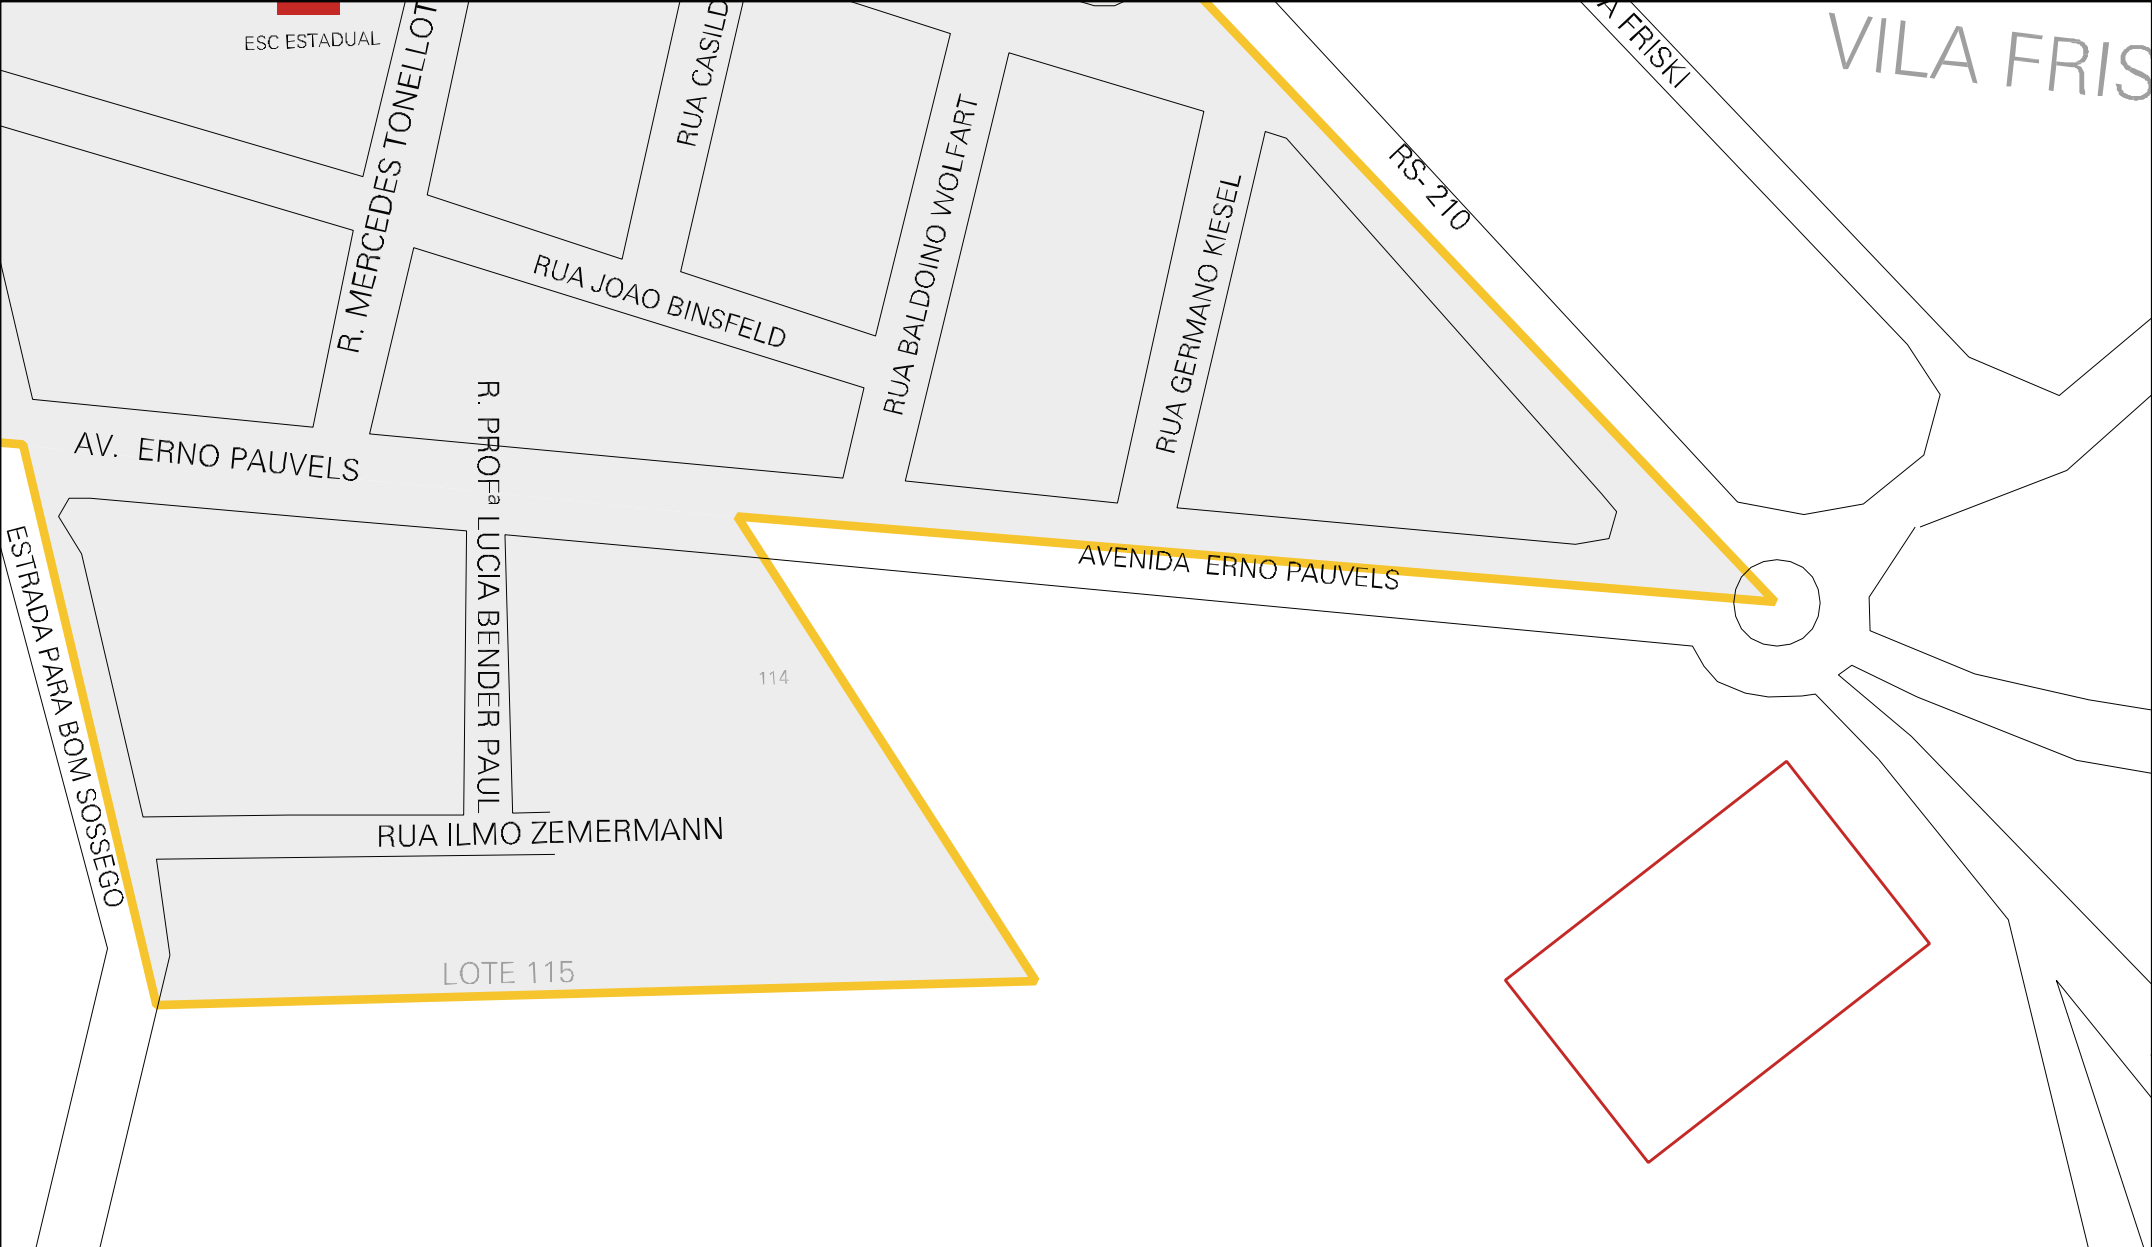 ESC ESTADUAL
R. MERCEDES TONELLOT
RUA CASILD
A FRISKI
VILA FRIS
RS- 210
RUA BALDOINO WOLFART
RUA GERMANO KIESEL
RUA JOAO BINSFELD
AV. ERNO PAUVELS
R. PROFª LUCIA BENDER PAUL
AVENIDA ERNO PAUVELS
ESTRADA PARA BOM SOSSEGO
114
RUA ILMO ZEMERMANN
LOTE 115